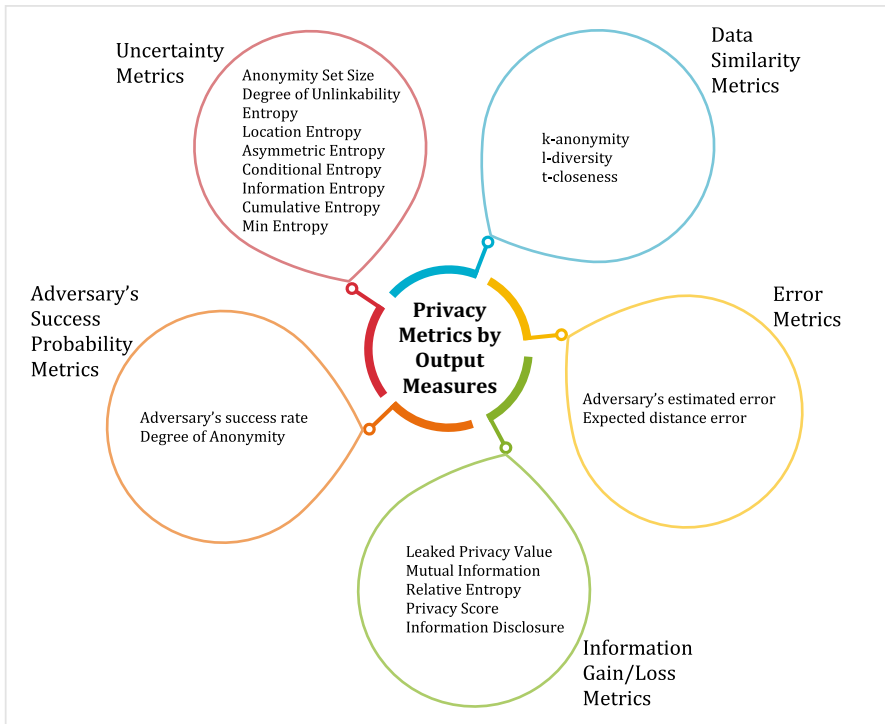 Uncertainty
Metrics
Anonymity Set Size
Degree of Unlinkability
Entropy
Location Entropy
Asymmetric Entropy
Conditional Entropy
Information Entropy
Cumulative Entropy
Min Entropy
Data
Similarity
Metrics
k-anonymity
l-diversity
t-closeness
Privacy
Metrics by
Output
Measures
Adversary’s
Success
Probability
Metrics
Adversary’s success rate
Degree of Anonymity
Error
Metrics
Adversary’s estimated error
Expected distance error
Leaked Privacy Value
Mutual Information
Relative Entropy
Privacy Score
Information Disclosure
Information
Gain/Loss
Metrics